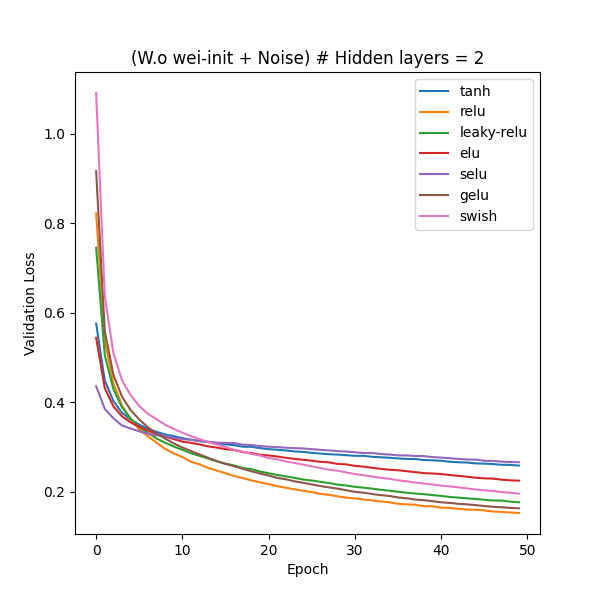 (W.o wei-init + Noise) # Hidden layers = 2
tanh
relu
leaky-relu
elu
selu
gelu
swish
Validation Loss
1.0
0.8
0.6
0.4
0.2
0 10 20 30 40 50
Epoch